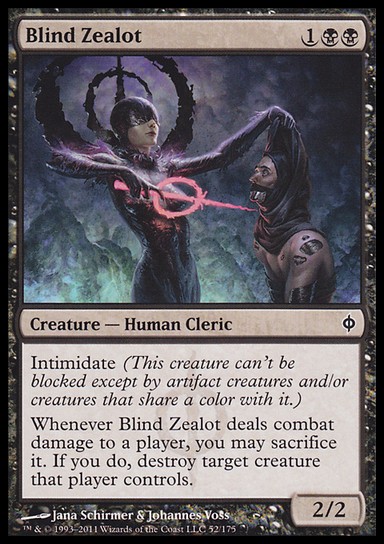 Blind Zealot 1
Creature — Human Cleric
Intimidate (This creature can't be
blocked except by artifact creatures and/or
creatures that share a color with it.)
Whenever Blind Zealot deals combat
damage to a player, you may sacrifice
it. If you do, destroy target creature
that player controls.
Jana Schirmer & Johannes Voss
2/2
™ & © 1993–2011 Wizards of the Coast LLC 52/175